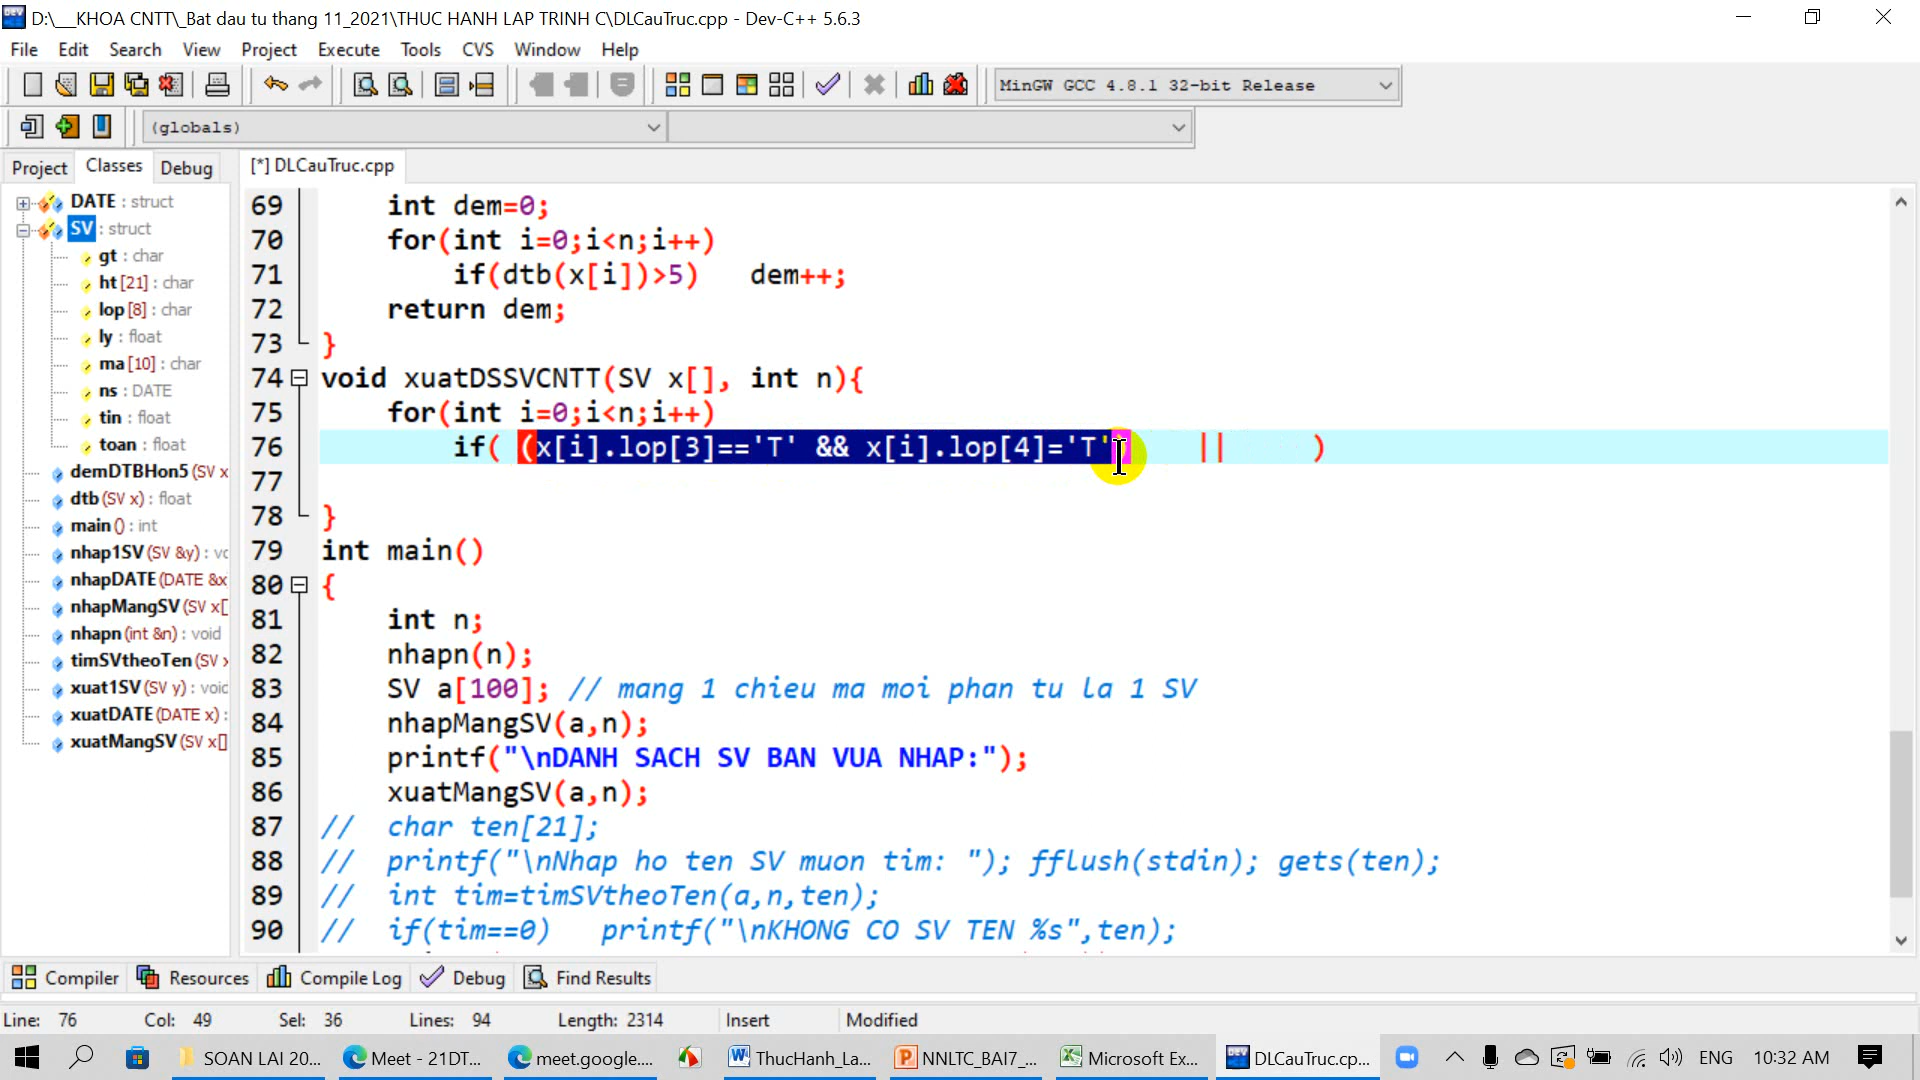 D:\__KHOA CNTT\_Bat dau tu thang 11_2021\THUC HANH LAP TRINH C\DLCauTruc.cpp - Dev-C++ 5.6.3
File Edit Search View Project Execute Tools CVS Window Help
MinGW GCC 4.8.1 32-bit Release
(globals)
Project Classes Debug
[*] DLCauTruc.cpp
DATE : struct
SV : struct
gt : char
ht [21] : char
lop [8] : char
ly : float
ma [10] : char
ns : DATE
tin : float
toan : float
demDTBHon5 (SV x
dtb (SV x) : float
main () : int
nhap1SV (SV &y) : vo
nhapDATE (DATE &x
nhapMangSV (SV x[
nhapn (int &n) : void
timSVtheoTen (SV x
xuat1SV (SV y) : void
xuatDATE (DATE x) :
xuatMangSV (SV x[]
69 int dem=0;
70 for(int i=0;i<n;i++)
71 if(dtb(x[i])>5) dem++;
72 return dem;
73 }
74 void xuatDSSVCNTT(SV x[], int n){
75 for(int i=0;i<n;i++)
76 if( (x[i].lop[3]=='T' && x[i].lop[4]='T') || )
77
78 }
79 int main()
80 {
81 int n;
82 nhapn(n);
83 SV a[100]; // mang 1 chieu ma moi phan tu la 1 SV
84 nhapMangSV(a,n);
85 printf("\nDANH SACH SV BAN VUA NHAP:");
86 xuatMangSV(a,n);
87 // char ten[21];
88 // printf("\nNhap ho ten SV muon tim: "); fflush(stdin); gets(ten);
89 // int tim=timSVtheoTen(a,n,ten);
90 // if(tim==0) printf("\nKHONG CO SV TEN %s",ten);
Compiler Resources Compile Log Debug Find Results
Line: 76 Col: 49 Sel: 36 Lines: 94 Length: 2314 Insert Modified
SOAN LAI 20... Meet - 21DT... meet.google.... ThucHanh_La... NNLTC_BAI7_... Microsoft Ex... DLCauTruc.cp... ENG 10:32 AM